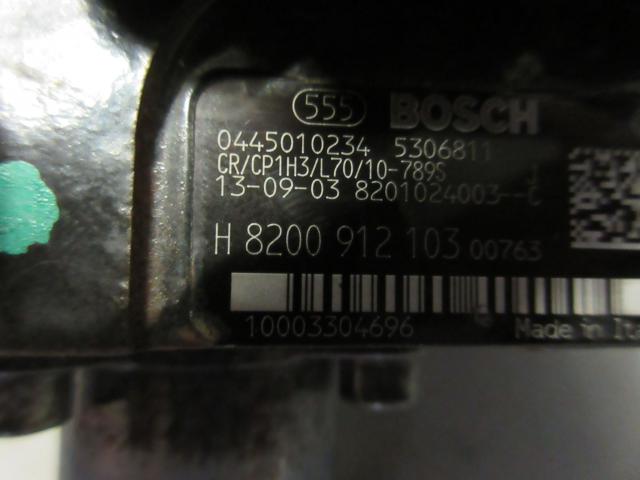 555 BOSCH
0445010234 5306811
CR/CP1H3/L70/10-789S J
13-09-03 8201024003--C
H 8200 912 103 00763
10003304696 Made in Ita